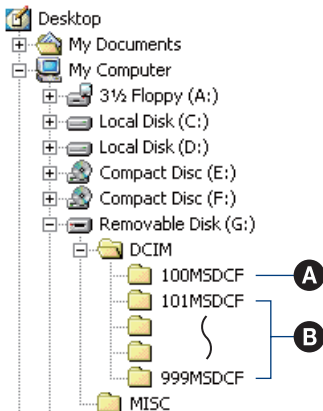 Desktop
My Documents
My Computer
3½ Floppy (A:)
Local Disk (C:)
Local Disk (D:)
Compact Disc (E:)
Compact Disc (F:)
Removable Disk (G:)
DCIM
100MSDCF
A
101MSDCF
B
999MSDCF
MISC